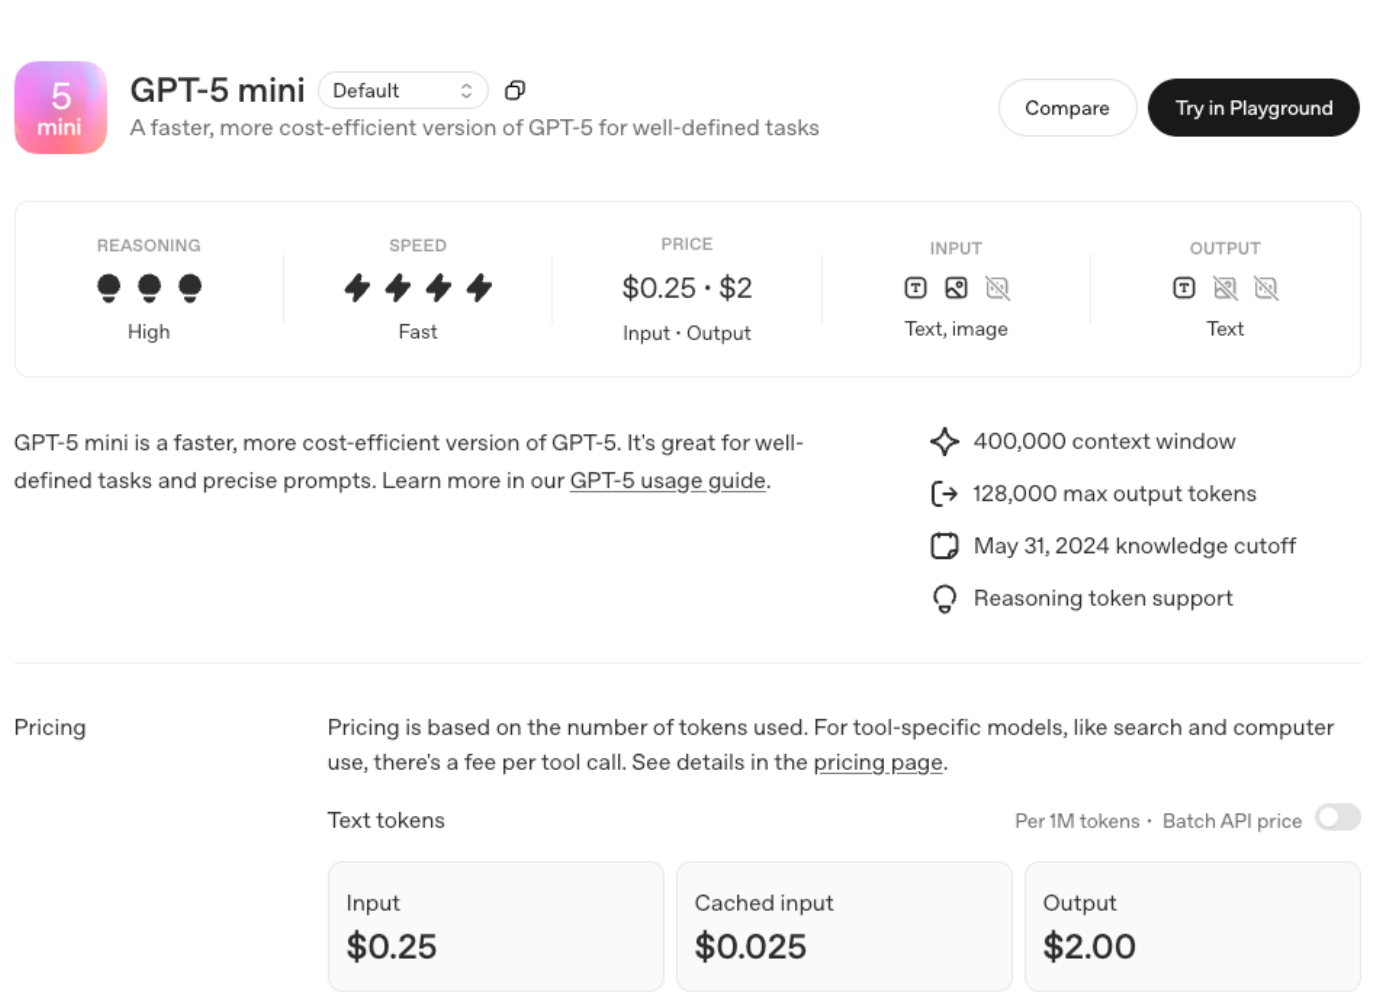 5
mini
GPT-5 mini
Default
A faster, more cost-efficient version of GPT-5 for well-defined tasks
Compare
Try in Playground
REASONING
High
SPEED
Fast
PRICE
$0.25 · $2
Input · Output
INPUT
Text, image
OUTPUT
Text
GPT-5 mini is a faster, more cost-efficient version of GPT-5. It's great for well-
defined tasks and precise prompts. Learn more in our GPT-5 usage guide.
400,000 context window
128,000 max output tokens
May 31, 2024 knowledge cutoff
Reasoning token support
Pricing
Pricing is based on the number of tokens used. For tool-specific models, like search and computer
use, there's a fee per tool call. See details in the pricing page.
Text tokens
Per 1M tokens · Batch API price
Input
$0.25
Cached input
$0.025
Output
$2.00